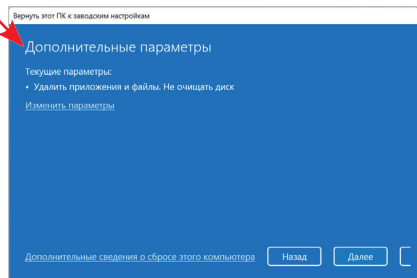 Вернуть этот ПК к заводским настройкам
Дополнительные параметры
Текущие параметры:
• Удалить приложения и файлы. Не очищать диск
Изменить параметры
Дополнительные сведения о сбросе этого компьютера Назад Далее